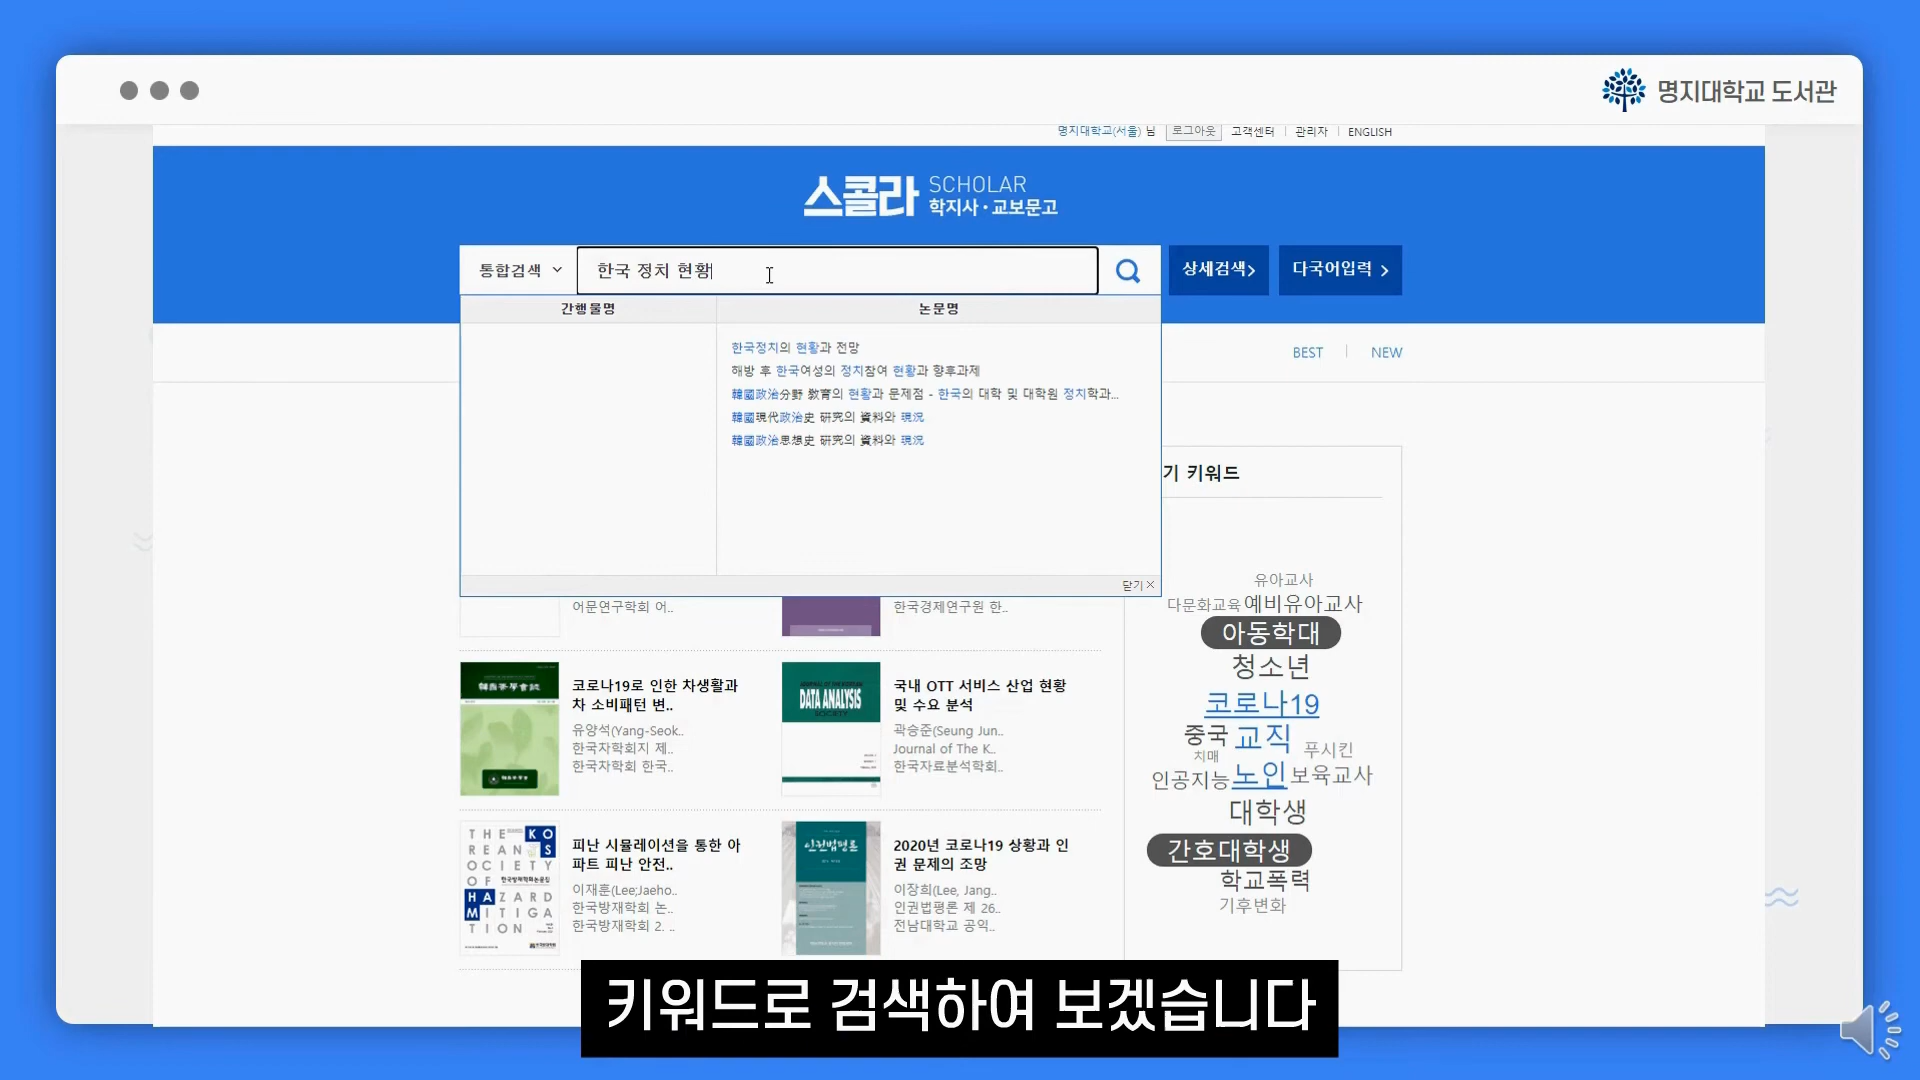 명지대학교 도서관
명지대학교(서울) 님 로그아웃 고객센터 관리자 ENGLISH
스콜라 SCHOLAR
학지사·교보문고
통합검색 한국 정치 현황 상세검색 다국어입력
간행물명 논문명
한국정치의 현황과 전망
해방 후 한국여성의 정치참여 현황과 향후과제
韓國政治分野 敎育의 현황과 문제점 - 한국의 대학 및 대학원 정치학과...
韓國現代政治史 硏究의 資料와 現況
韓國政治思想史 硏究의 資料와 現況
닫기
BEST NEW
기 키워드
어문연구학회 어..
한국경제연구원 한..
코로나19로 인한 차생활과
차 소비패턴 변..
유양석(Yang-Seok..
한국차학회지 제..
한국차학회 한국..
DATA ANALYSIS
SOCIETY
국내 OTT 서비스 산업 현황
및 수요 분석
곽승준(Seung Jun..
Journal of The K..
한국자료분석학회..
THE KO
REAN S
OCIETY
OF 한국방재학회논문집
HAZARD
MITIGA
TION
피난 시뮬레이션을 통한 아
파트 피난 안전..
이재훈(Lee;Jaeho..
한국방재학회 논..
한국방재학회 2. ..
인권법평론
2020년 코로나19 상황과 인
권 문제의 조망
이장희(Lee, Jang..
인권법평론 제 26..
전남대학교 공익..
유아교사
다문화교육 예비유아교사
아동학대
청소년
코로나19
중국 교직 푸시킨
치매
인공지능 노인 보육교사
대학생
간호대학생
학교폭력
기후변화
키워드로 검색하여 보겠습니다